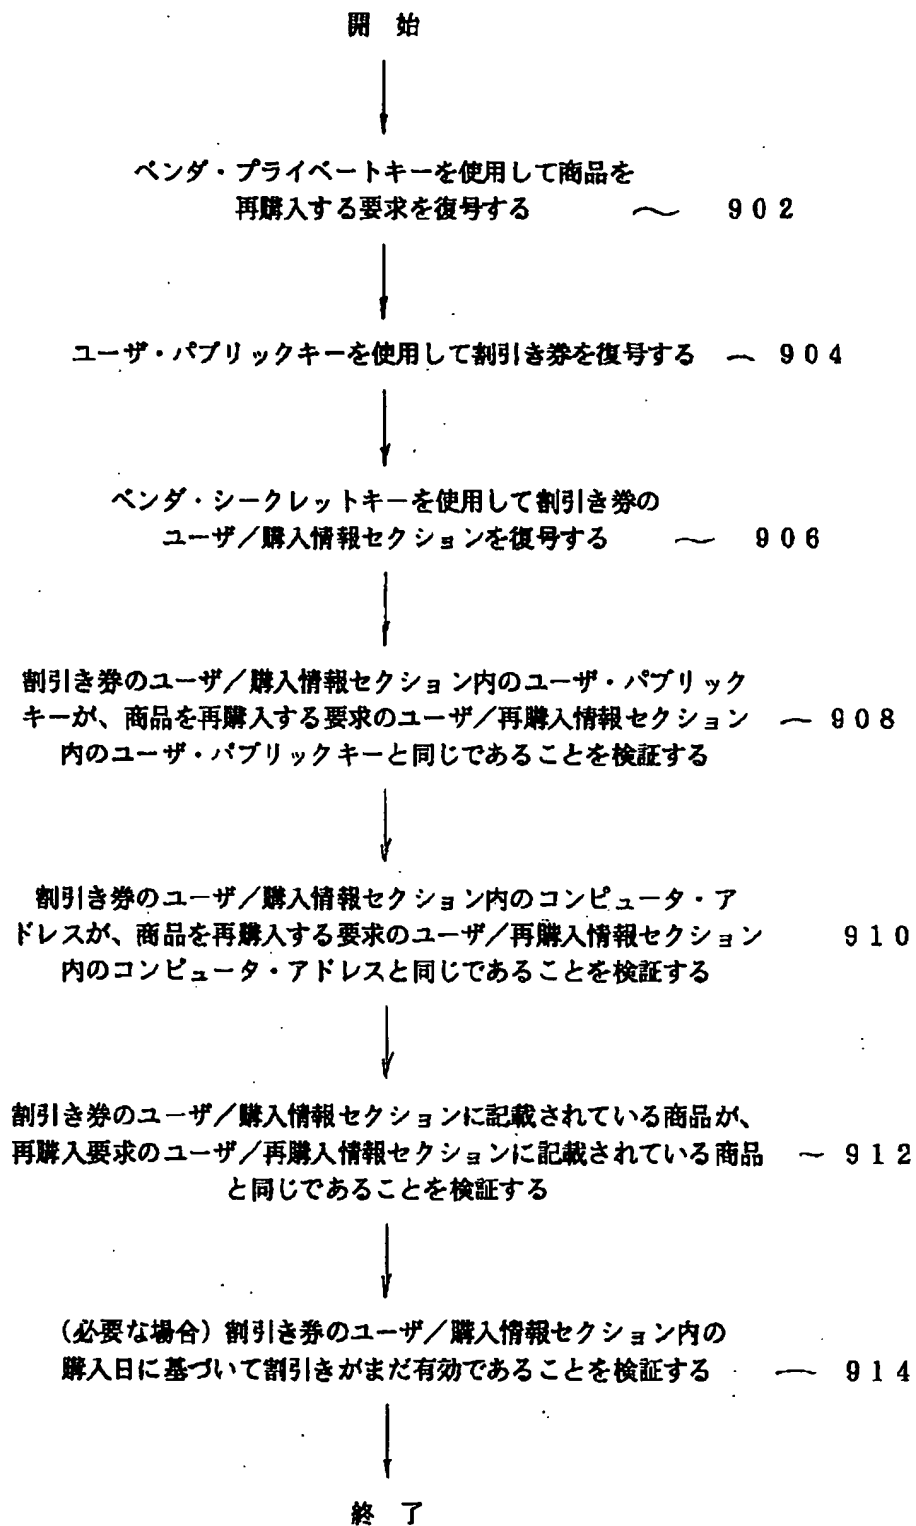 開 始
ベンダ・プライベートキーを使用して商品を
再購入する要求を復号する ～ 902
ユーザ・パブリックキーを使用して割引き券を復号する ～ 904
ベンダ・シークレットキーを使用して割引き券の
ユーザ／購入情報セクションを復号する ～ 906
割引き券のユーザ／購入情報セクション内のユーザ・パブリック
キーが、商品を再購入する要求のユーザ／再購入情報セクション ～ 908
内のユーザ・パブリックキーと同じであることを検証する
割引き券のユーザ／購入情報セクション内のコンピュータ・ア
ドレスが、商品を再購入する要求のユーザ／再購入情報セクション 910
内のコンピュータ・アドレスと同じであることを検証する
割引き券のユーザ／購入情報セクションに記載されている商品が、
再購入要求のユーザ／再購入情報セクションに記載されている商品 ～ 912
と同じであることを検証する
（必要な場合）割引き券のユーザ／購入情報セクション内の
購入日に基づいて割引きがまだ有効であることを検証する ～ 914
終 了